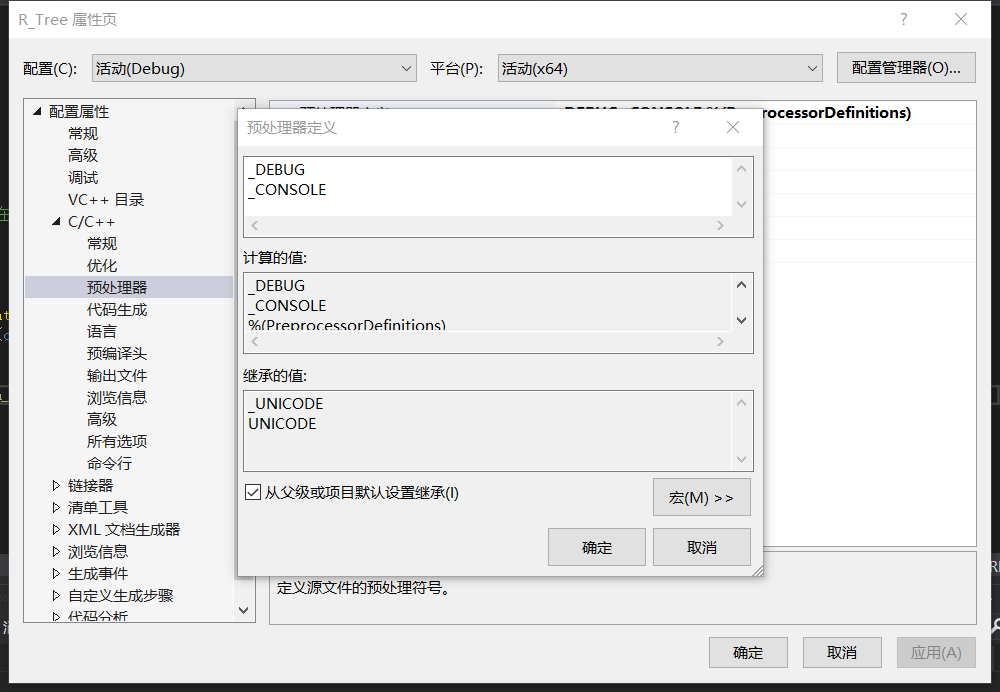 R_Tree 属性页
配置(C):
活动(Debug)
平台(P):
活动(x64)
配置管理器(O)...
配置属性
常规
高级
调试
VC++ 目录
C/C++
常规
优化
预处理器
代码生成
语言
预编译头
输出文件
浏览信息
高级
所有选项
命令行
链接器
清单工具
XML 文档生成器
浏览信息
生成事件
自定义生成步骤
代码分析
预处理器定义
_DEBUG
_CONSOLE
计算的值:
_DEBUG
_CONSOLE
%(PreprocessorDefinitions)
继承的值:
_UNICODE
UNICODE
从父级或项目默认设置继承(I)
宏(M) >>
确定
取消
rocessorDefinitions)
定义源文件的预处理符号。
确定
取消
应用(A)